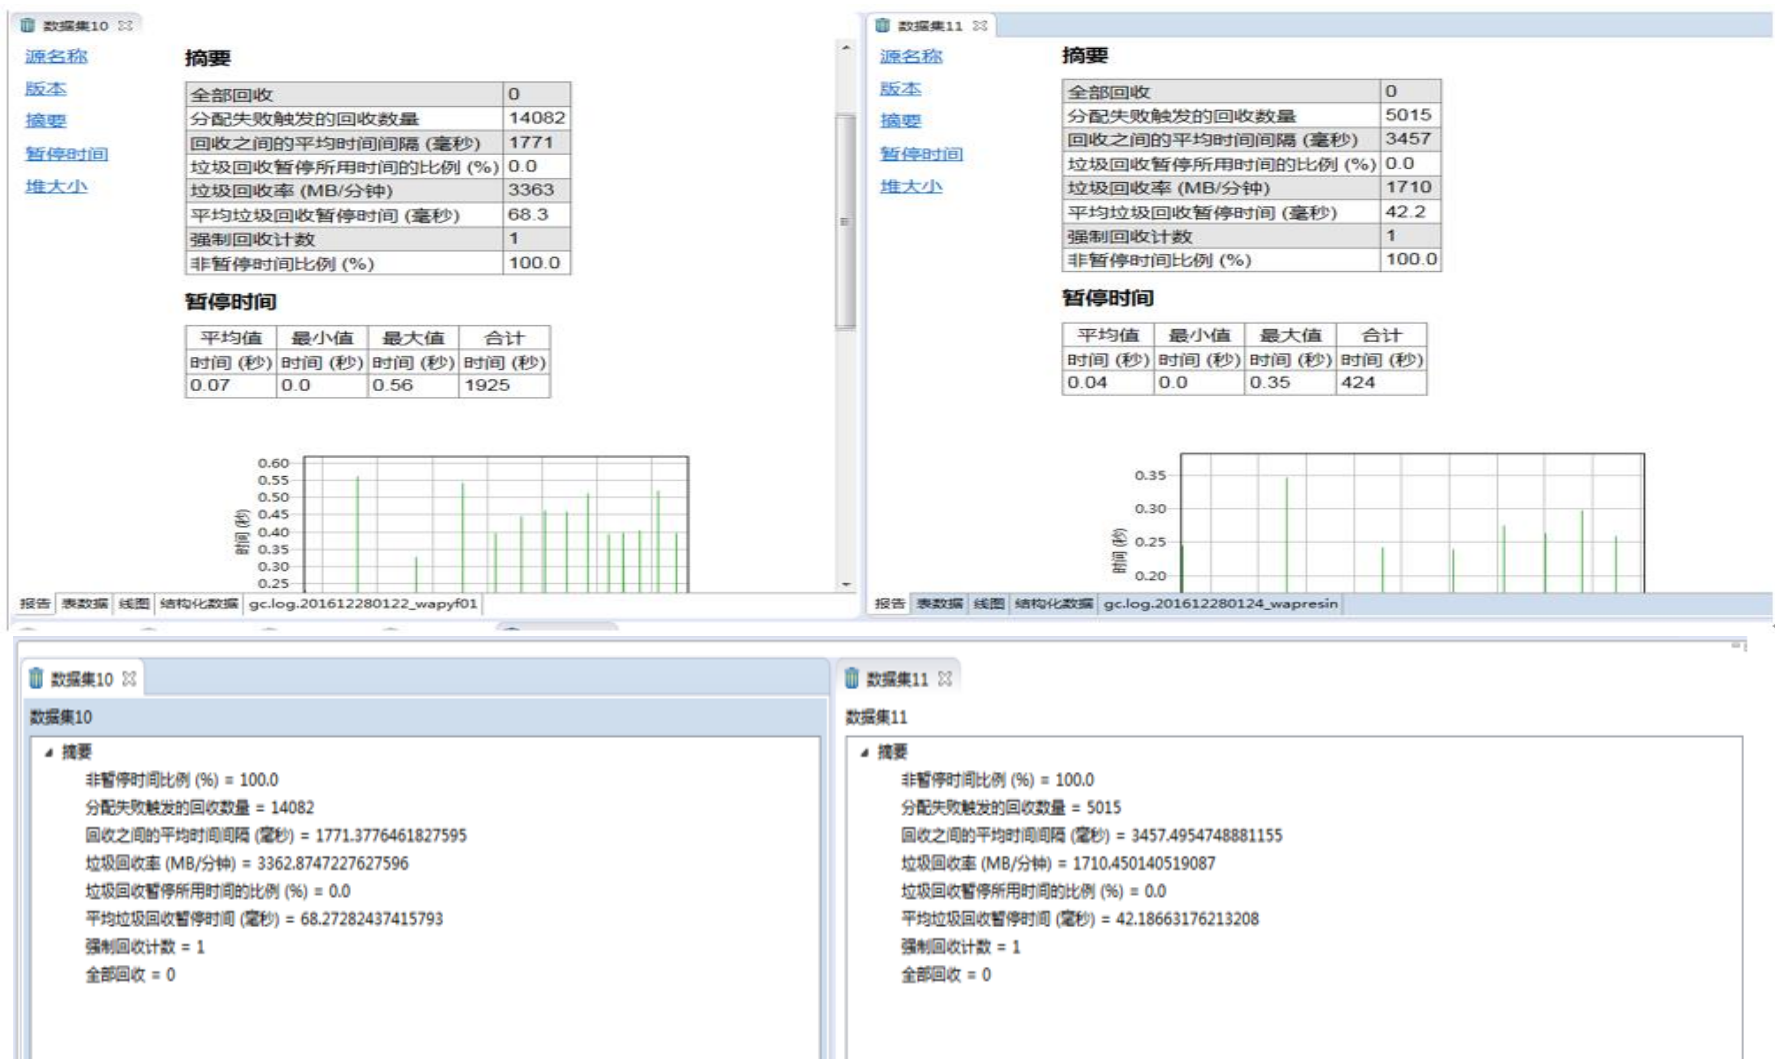 数据集10
源名称
版本
摘要
暂停时间
堆大小
摘要
全部回收 0
分配失败触发的回收数量 14082
回收之间的平均时间间隔 (毫秒) 1771
垃圾回收暂停所用时间的比例 (%) 0.0
垃圾回收率 (MB/分钟) 3363
平均垃圾回收暂停时间 (毫秒) 68.3
强制回收计数 1
非暂停时间比例 (%) 100.0
暂停时间
平均值 最小值 最大值 合计
时间 (秒) 时间 (秒) 时间 (秒) 时间 (秒)
0.07 0.0 0.56 1925
时间 (秒)
0.60
0.55
0.50
0.45
0.40
0.35
0.30
0.25
报告 表数据 线图 结构化数据 gc.log.201612280122_wapyf01
数据集11
源名称
版本
摘要
暂停时间
堆大小
摘要
全部回收 0
分配失败触发的回收数量 5015
回收之间的平均时间间隔 (毫秒) 3457
垃圾回收暂停所用时间的比例 (%) 0.0
垃圾回收率 (MB/分钟) 1710
平均垃圾回收暂停时间 (毫秒) 42.2
强制回收计数 1
非暂停时间比例 (%) 100.0
暂停时间
平均值 最小值 最大值 合计
时间 (秒) 时间 (秒) 时间 (秒) 时间 (秒)
0.04 0.0 0.35 424
时间 (秒)
0.35
0.30
0.25
0.20
报告 表数据 线图 结构化数据 gc.log.201612280124_wapresin
数据集10
数据集10
摘要
非暂停时间比例 (%) = 100.0
分配失败触发的回收数量 = 14082
回收之间的平均时间间隔 (毫秒) = 1771.3776461827595
垃圾回收率 (MB/分钟) = 3362.8747227627596
垃圾回收暂停所用时间的比例 (%) = 0.0
平均垃圾回收暂停时间 (毫秒) = 68.27282437415793
强制回收计数 = 1
全部回收 = 0
数据集11
数据集11
摘要
非暂停时间比例 (%) = 100.0
分配失败触发的回收数量 = 5015
回收之间的平均时间间隔 (毫秒) = 3457.4954748881155
垃圾回收率 (MB/分钟) = 1710.450140519087
垃圾回收暂停所用时间的比例 (%) = 0.0
平均垃圾回收暂停时间 (毫秒) = 42.18663176213208
强制回收计数 = 1
全部回收 = 0